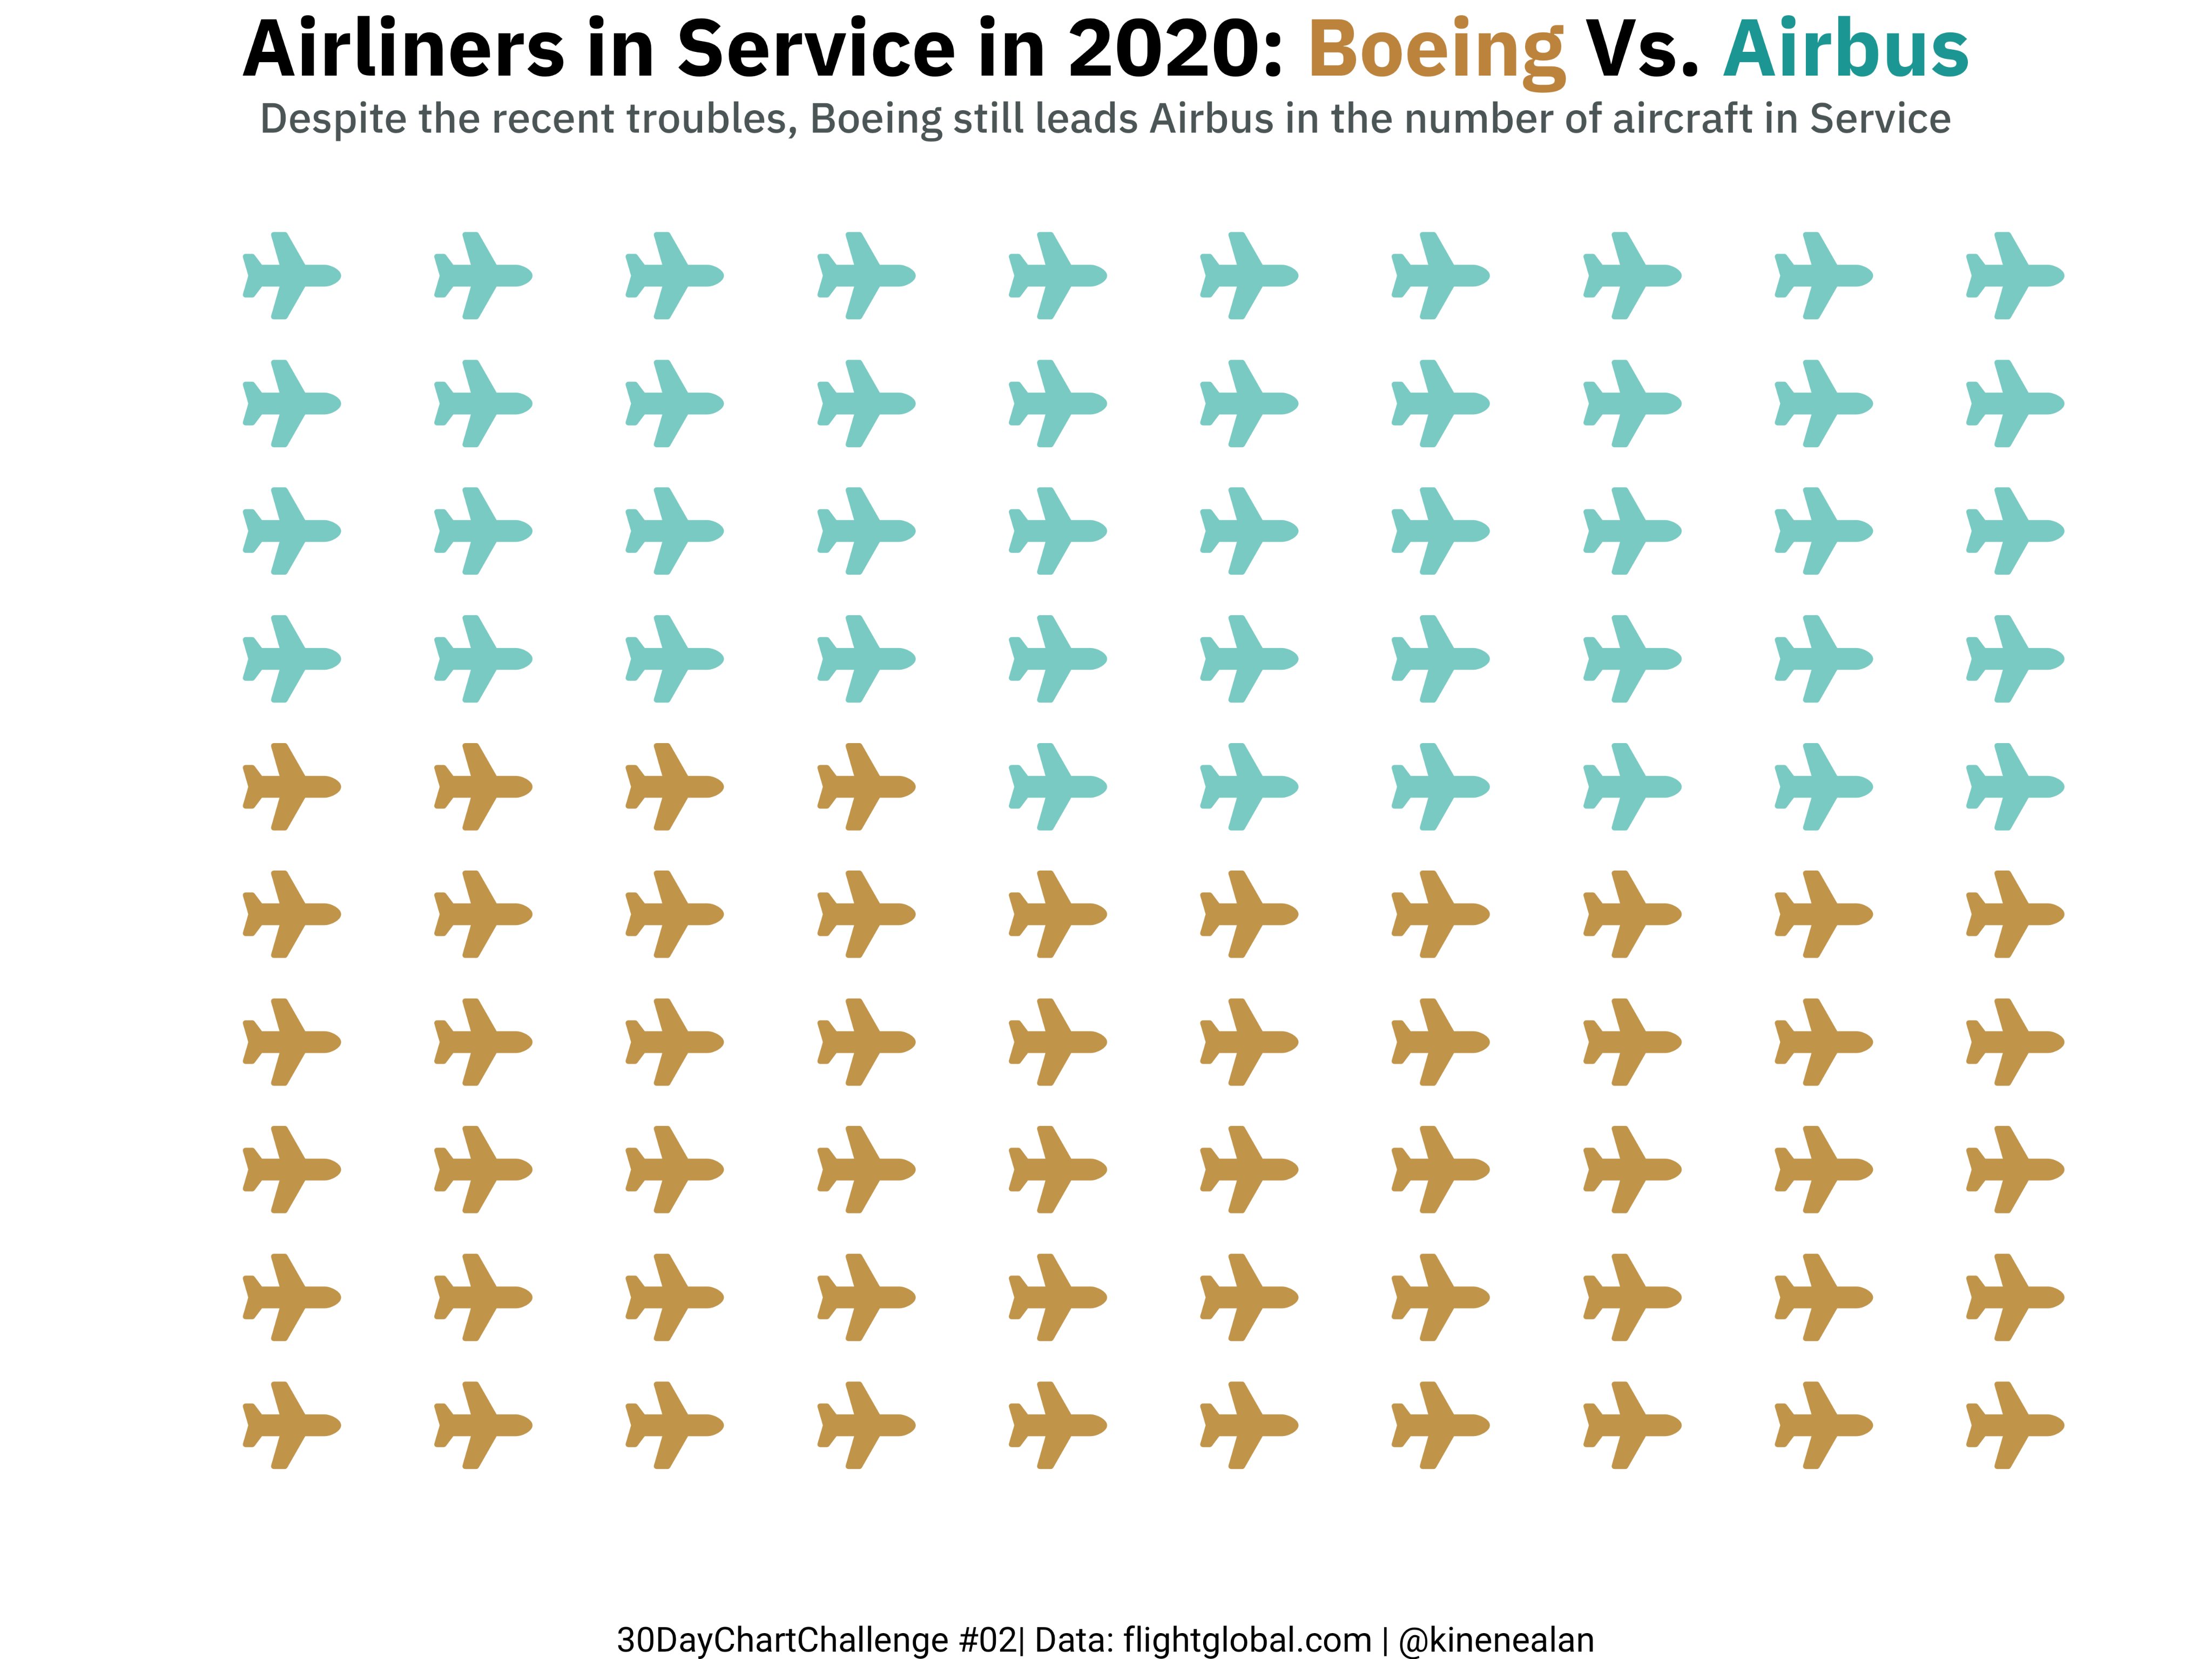 Airliners in Service in 2020: Boeing Vs. Airbus
Despite the recent troubles, Boeing still leads Airbus in the number of aircraft in Service
30DayChartChallenge #02| Data: flightglobal.com | @kinenealan